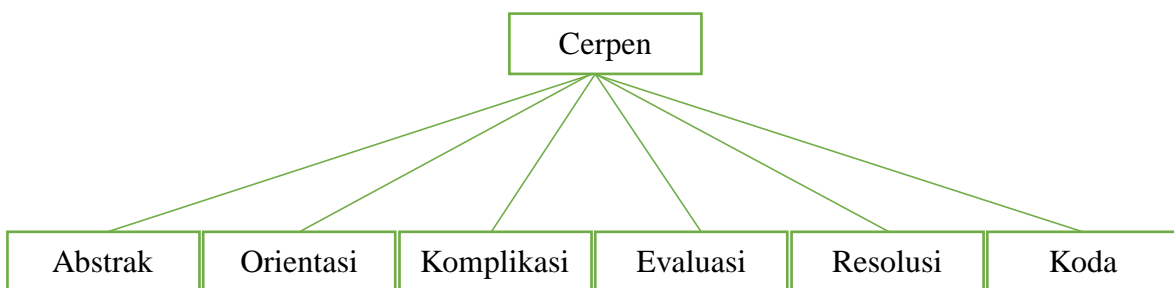 Cerpen
Abstrak
Orientasi
Komplikasi
Evaluasi
Resolusi
Koda